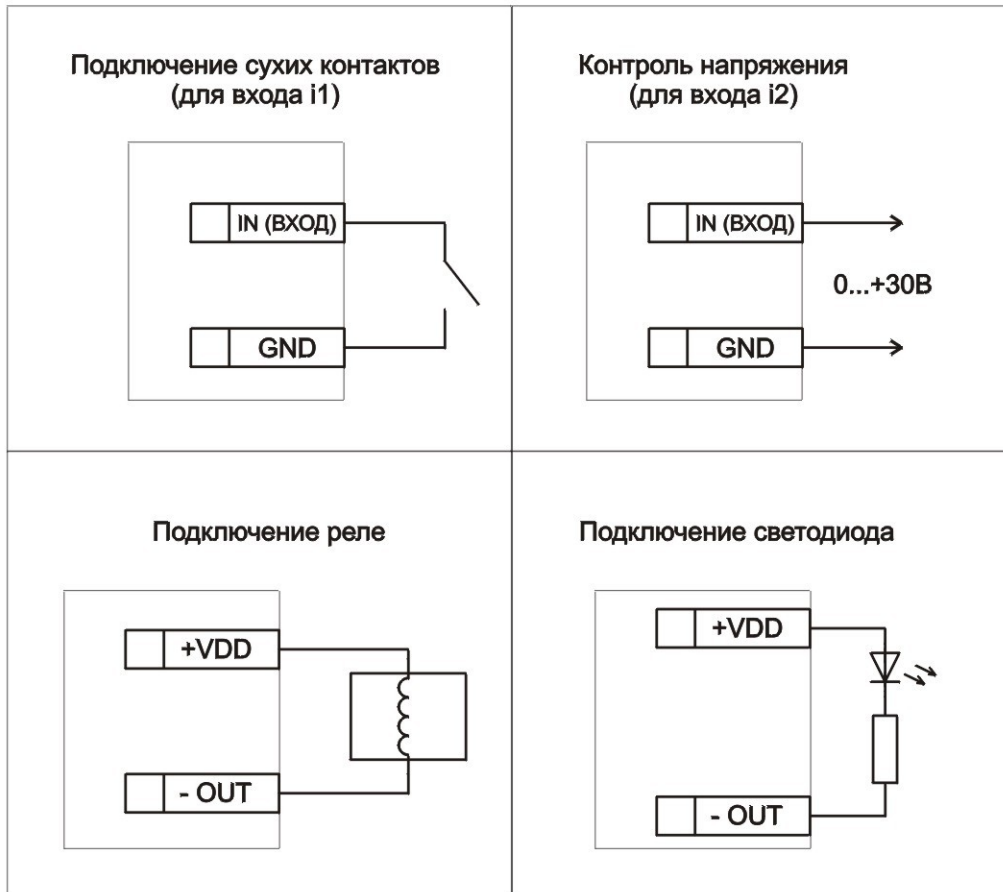 Подключение сухих контактов
(для входа i1)
IN (ВХОД)
GND
Контроль напряжения
(для входа i2)
IN (ВХОД)
0...+30В
GND
Подключение реле
+VDD
- OUT
Подключение светодиода
+VDD
- OUT